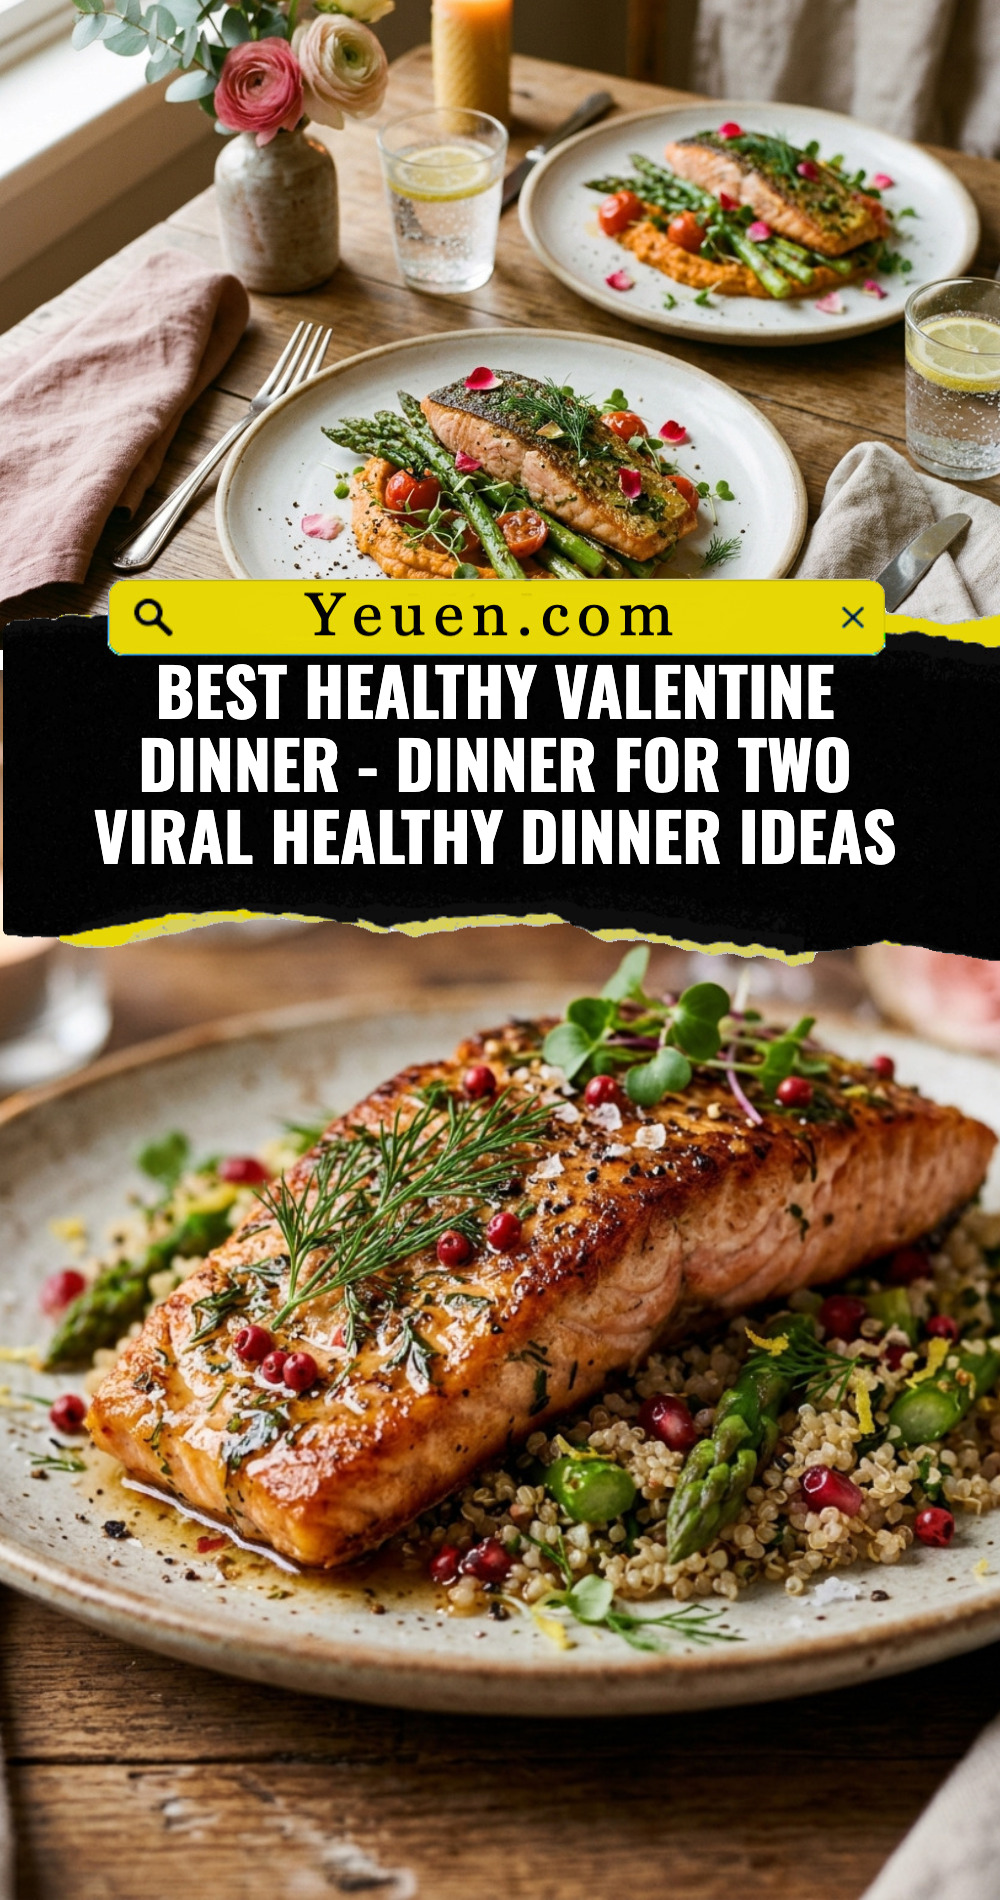 Yeuen.com
BEST HEALTHY VALENTINE
DINNER - DINNER FOR TWO
VIRAL HEALTHY DINNER IDEAS